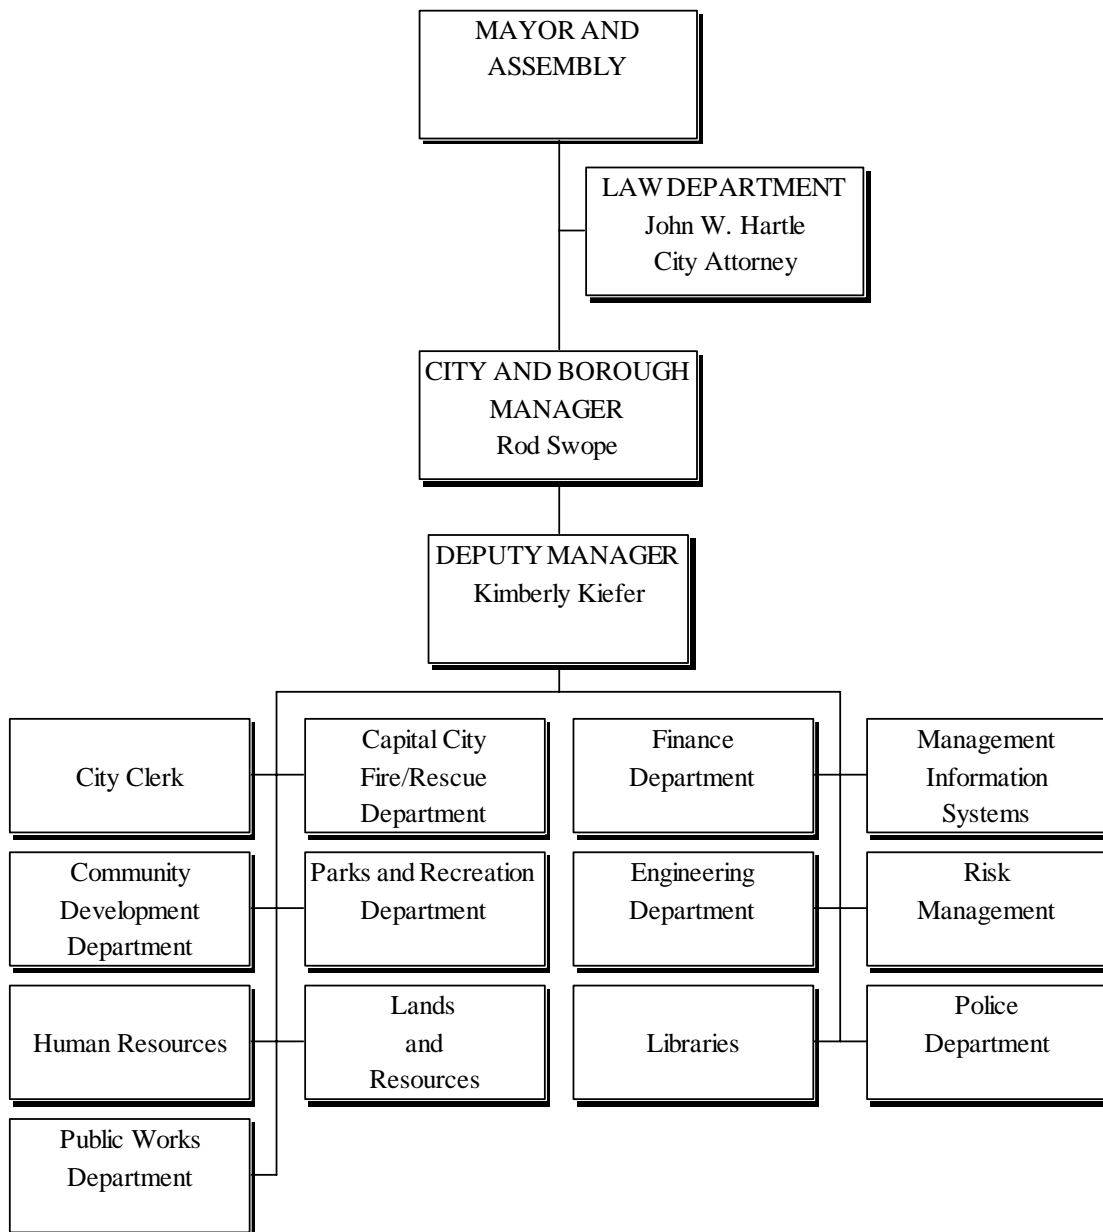 MAYOR AND
ASSEMBLY
LAW DEPARTMENT
John W. Hartle
City Attorney
CITY AND BOROUGH
MANAGER
Rod Swope
DEPUTY MANAGER
Kimberly Kiefer
City Clerk
Capital City
Fire/Rescue
Department
Finance
Department
Management
Information
Systems
Community
Development
Department
Parks and Recreation
Department
Engineering
Department
Risk
Management
Human Resources
Lands
and
Resources
Libraries
Police
Department
Public Works
Department